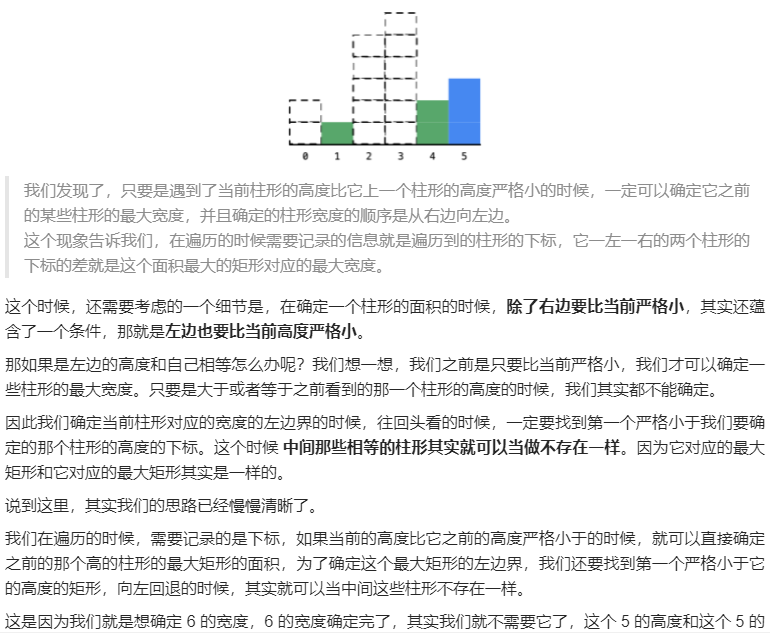 0 1 2 3 4 5
我们发现了，只要是遇到了当前柱形的高度比它上一个柱形的高度严格小的时候，一定可以确定它之前
的某些柱形的最大宽度，并且确定的柱形宽度的顺序是从右边向左边。
这个现象告诉我们，在遍历的时候需要记录的信息就是遍历到的柱形的下标，它一左一右的两个柱形的
下标的差就是这个面积最大的矩形对应的最大宽度。
这个时候，还需要考虑的一个细节是，在确定一个柱形的面积的时候，除了右边要比当前严格小，其实还蕴
含了一个条件，那就是左边也要比当前高度严格小。
那如果是左边的高度和自己相等怎么办呢？我们想一想，我们之前是只要比当前严格小，我们才可以确定一
些柱形的最大宽度。只要是大于或者等于之前看到的那一个柱形的高度的时候，我们其实都不能确定。
因此我们确定当前柱形对应的宽度的左边界的时候，往回头看的时候，一定要找到第一个严格小于我们要确
定的那个柱形的高度的下标。这个时候 中间那些相等的柱形其实就可以当做不存在一样。因为它对应的最大
矩形和它对应的最大矩形其实是一样的。
说到这里，其实我们的思路已经慢慢清晰了。
我们在遍历的时候，需要记录的是下标，如果当前的高度比它之前的高度严格小于的时候，就可以直接确定
之前的那个高的柱形的最大矩形的面积，为了确定这个最大矩形的左边界，我们还要找到第一个严格小于它
的高度的矩形，向左回退的时候，其实就可以当中间这些柱形不存在一样。
这是因为我们就是想确定 6 的宽度，6 的宽度确定完了，其实我们就不需要它了，这个 5 的高度和这个 5 的